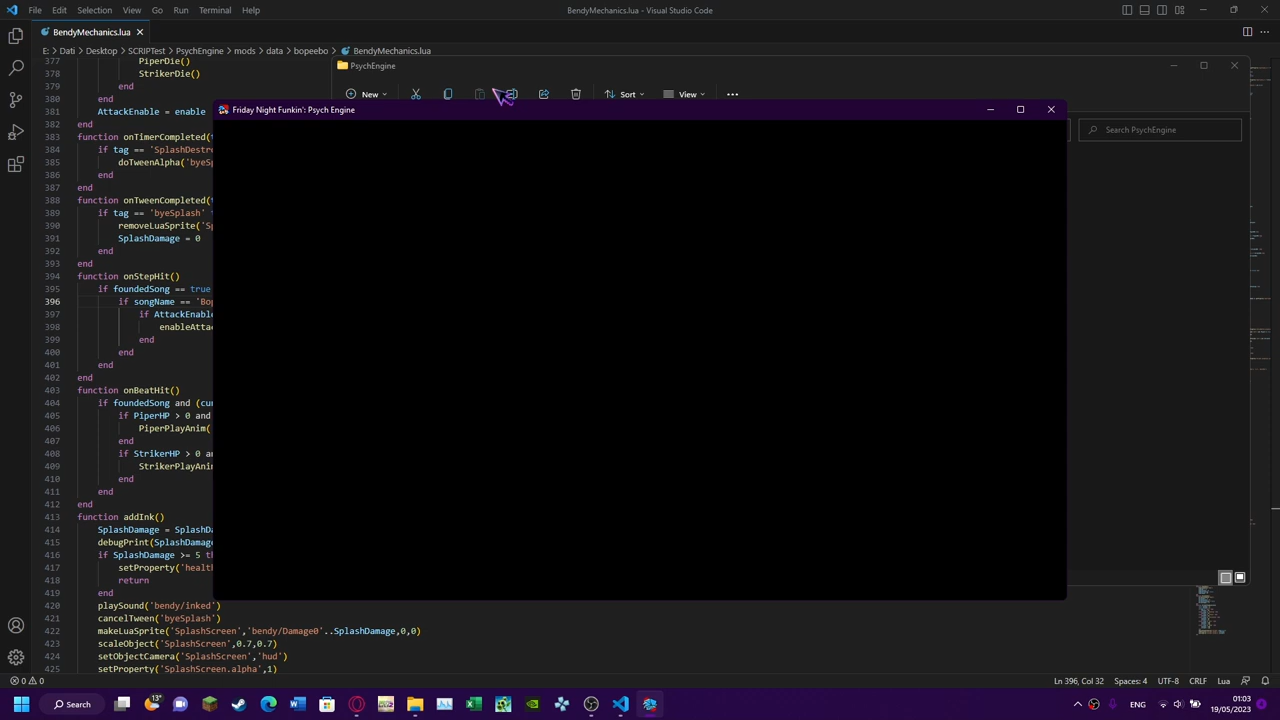 File Edit Selection View Go Run Terminal Help
BendyMechanics.lua - Visual Studio Code
BendyMechanics.lua
E: > Dati > Desktop > SCRIPTest > PsychEngine > mods > data > bopeebo > BendyMechanics.lua
PsychEngine
New
Sort
View
Search PsychEngine
Friday Night Funkin': Psych Engine
377 PiperDie()
378 StrikerDie()
379 end
380 end
381 AttackEnable = enable
382 end
383 function onTimerCompleted(t
384 if tag == 'SplashDestr
385 doTweenAlpha('byeSp
386 end
387 end
388 function onTweenCompleted(t
389 if tag == 'byeSplash' t
390 removeLuaSprite('Sp
391 SplashDamage = 0
392 end
393 end
394 function onStepHit()
395 if foundedSong == true
396 if songName == 'Bop
397 if AttackEnable
398 enableAtta
399 end
400 end
401 end
402 end
403 function onBeatHit()
404 if foundedSong and (cur
405 if PiperHP > 0 and
406 PiperPlayAnim(
407 end
408 if StrikerHP > 0 a
409 StrikerPlayAnim
410 end
411 end
412 end
413 function addInk()
414 SplashDamage = SplashDa
415 debugPrint(SplashDamage
416 if SplashDamage >= 5 th
417 setProperty('health
418 return
419 end
420 playSound('bendy/inked')
421 cancelTween('byeSplash')
422 makeLuaSprite('SplashScreen','bendy/Damage0'..SplashDamage,0,0)
423 scaleObject('SplashScreen',0.7,0.7)
424 setObjectCamera('SplashScreen','hud')
425 setProperty('SplashScreen.alpha',1)
0 0
Ln 396, Col 32 Spaces: 4 UTF-8 CRLF Lua
Search
13°
ENG
01:03
19/05/2023